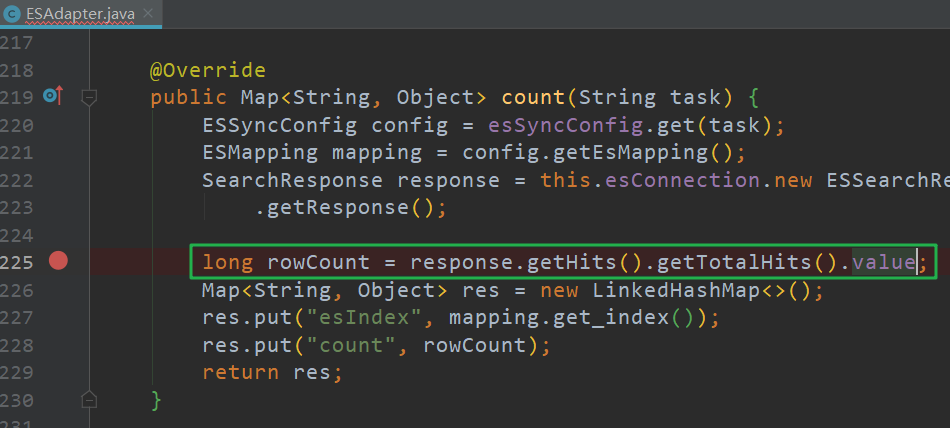 ESAdapter.java
217
218 @Override
219 public Map<String, Object> count(String task) {
220 ESSyncConfig config = esSyncConfig.get(task);
221 ESMapping mapping = config.getEsMapping();
222 SearchResponse response = this.esConnection.new ESSearchRe
223 .getResponse();
224
225 long rowCount = response.getHits().getTotalHits().value;
226 Map<String, Object> res = new LinkedHashMap<>();
227 res.put("esIndex", mapping.get_index());
228 res.put("count", rowCount);
229 return res;
230 }
231